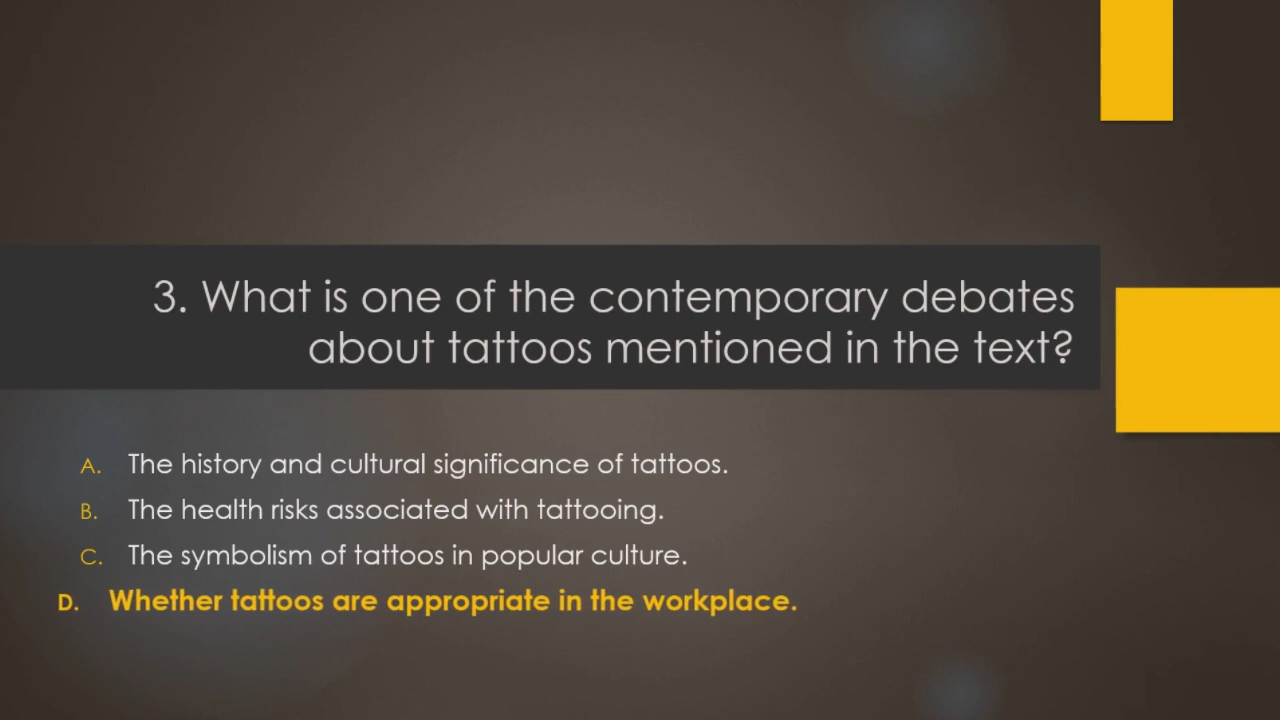 3. What is one of the contemporary debates
about tattoos mentioned in the text?
A. The history and cultural significance of tattoos.
B. The health risks associated with tattooing.
C. The symbolism of tattoos in popular culture.
D. Whether tattoos are appropriate in the workplace.